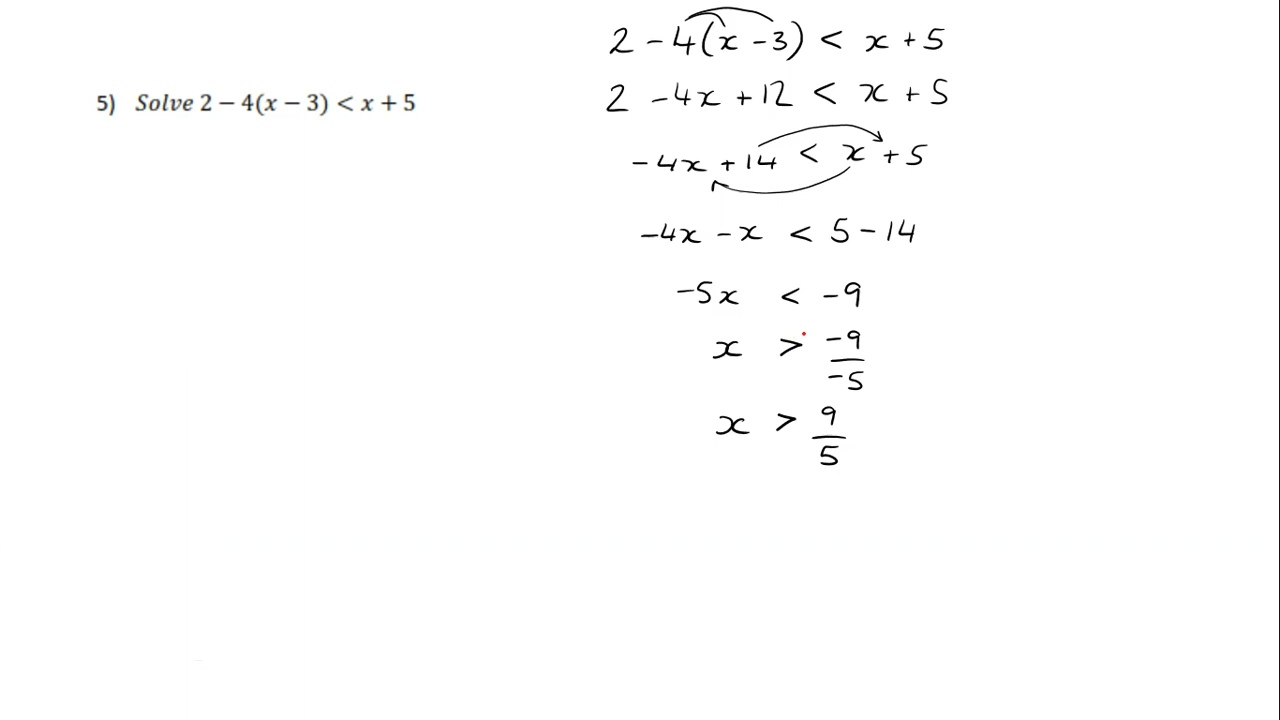 5) Solve 2 − 4(x − 3) < x + 5
2 - 4(x - 3) < x + 5
2 - 4x + 12 < x + 5
-4x + 14 < x + 5
-4x - x < 5 - 14
-5x < -9
x > -9/-5
x > 9/5